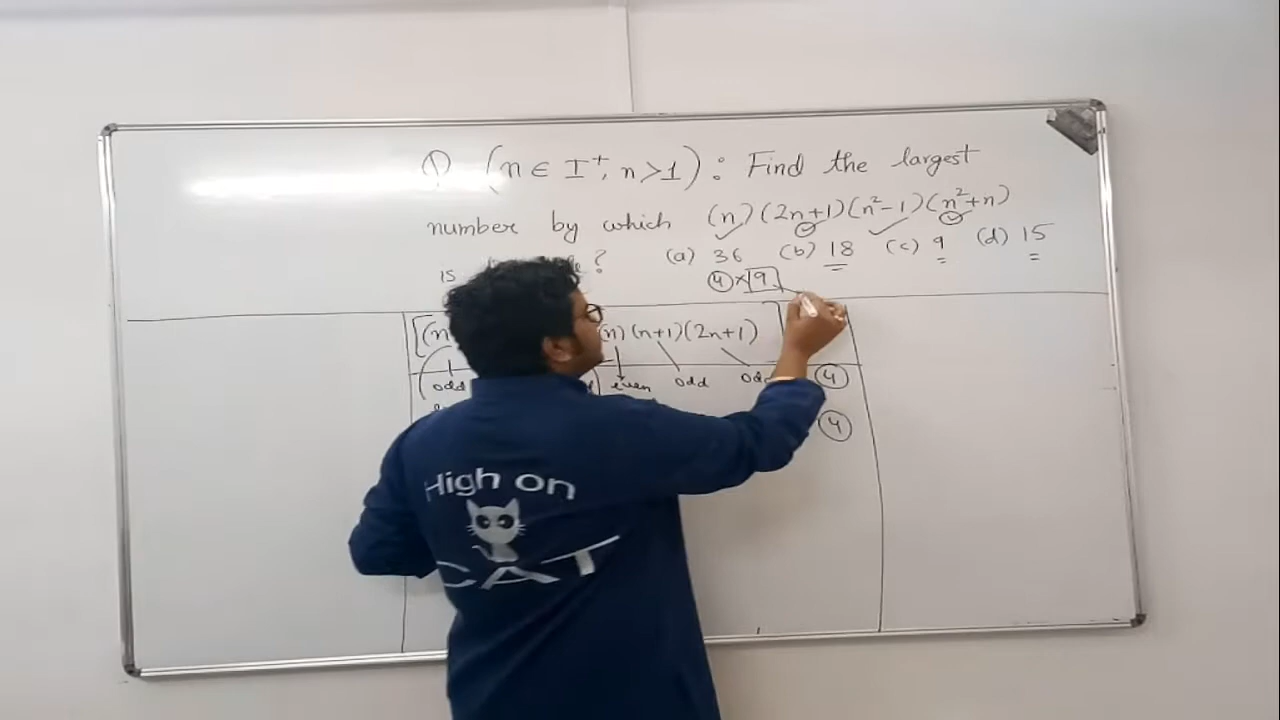 Q (n ∈ I⁺, n>1) : Find the largest
number by which (n)(2n+1)(n²-1)(n²+n)
is ? (a) 36 (b) 18 (c) 9 (d) 15
4×9
[(n (n)(n+1)(2n+1)]
odd even odd 4
4
High on
CAT